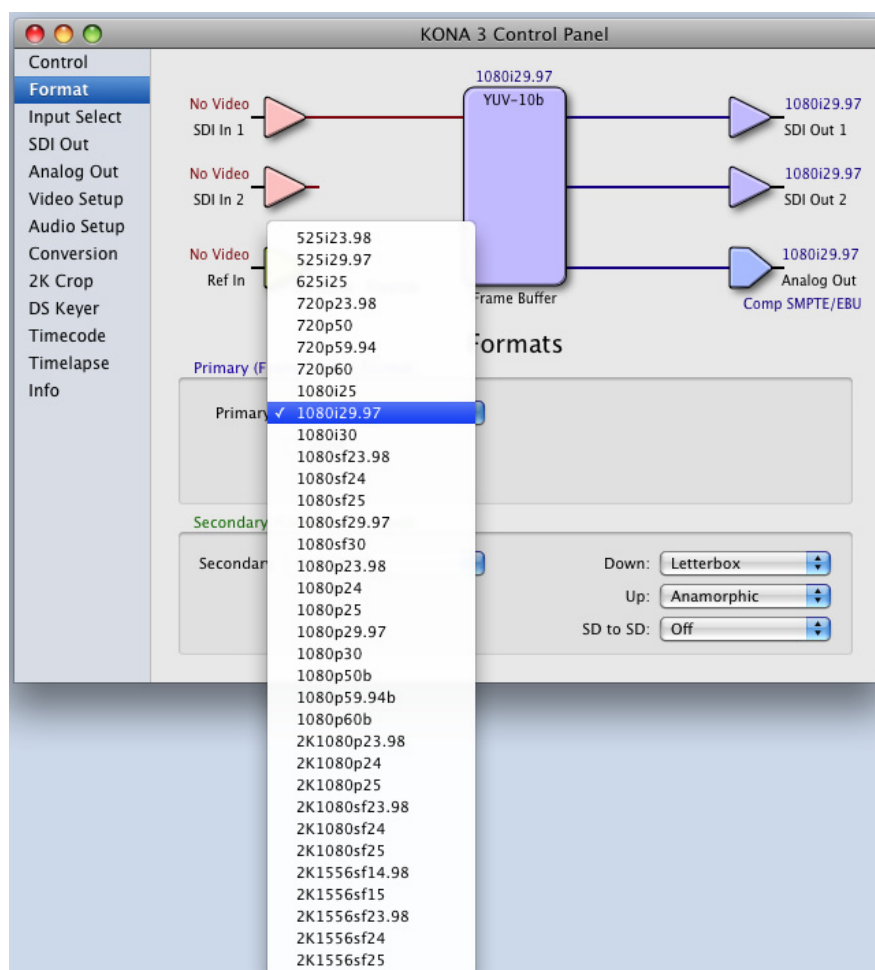 KONA 3 Control Panel
Control
Format
Input Select
SDI Out
Analog Out
Video Setup
Audio Setup
Conversion
2K Crop
DS Keyer
Timecode
Timelapse
Info
1080i29.97
YUV-10b
No Video
SDI In 1
1080i29.97
SDI Out 1
No Video
SDI In 2
1080i29.97
SDI Out 2
No Video
Ref In
1080i29.97
Analog Out
Comp SMPTE/EBU
Frame Buffer
Formats
Primary (F
Primary
Secondary
Secondar
Down: Letterbox
Up: Anamorphic
SD to SD: Off
525i23.98
525i29.97
625i25
720p23.98
720p50
720p59.94
720p60
1080i25
✓ 1080i29.97
1080i30
1080sf23.98
1080sf24
1080sf25
1080sf29.97
1080sf30
1080p23.98
1080p24
1080p25
1080p29.97
1080p30
1080p50b
1080p59.94b
1080p60b
2K1080p23.98
2K1080p24
2K1080p25
2K1080sf23.98
2K1080sf24
2K1080sf25
2K1556sf14.98
2K1556sf15
2K1556sf23.98
2K1556sf24
2K1556sf25